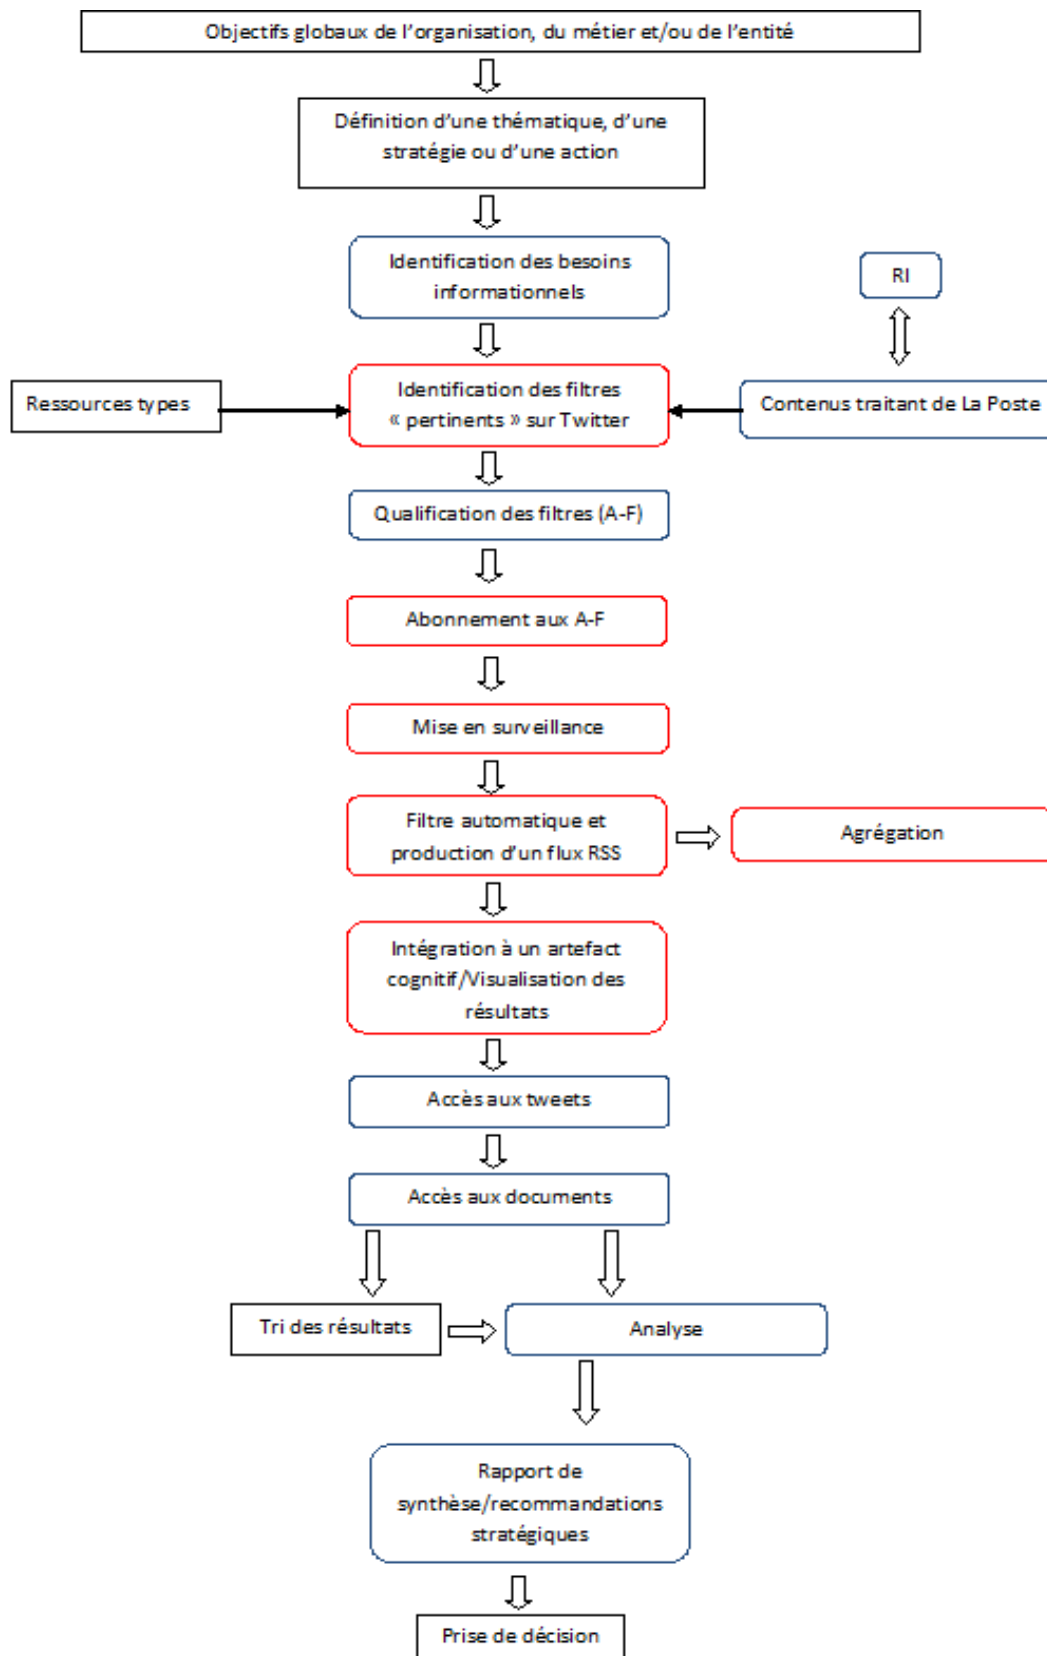 Objectifs globaux de l'organisation, du métier et/ou de l'entité
Définition d'une thématique, d'une
stratégie ou d'une action
Identification des besoins
informationnels
RI
Ressources types
Identification des filtres
« pertinents » sur Twitter
Contenus traitant de La Poste
Qualification des filtres (A-F)
Abonnement aux A-F
Mise en surveillance
Filtre automatique et
production d'un flux RSS
Agrégation
Intégration à un artefact
cognitif/Visualisation des
résultats
Accès aux tweets
Accès aux documents
Tri des résultats
Analyse
Rapport de
synthèse/recommandations
stratégiques
Prise de décision